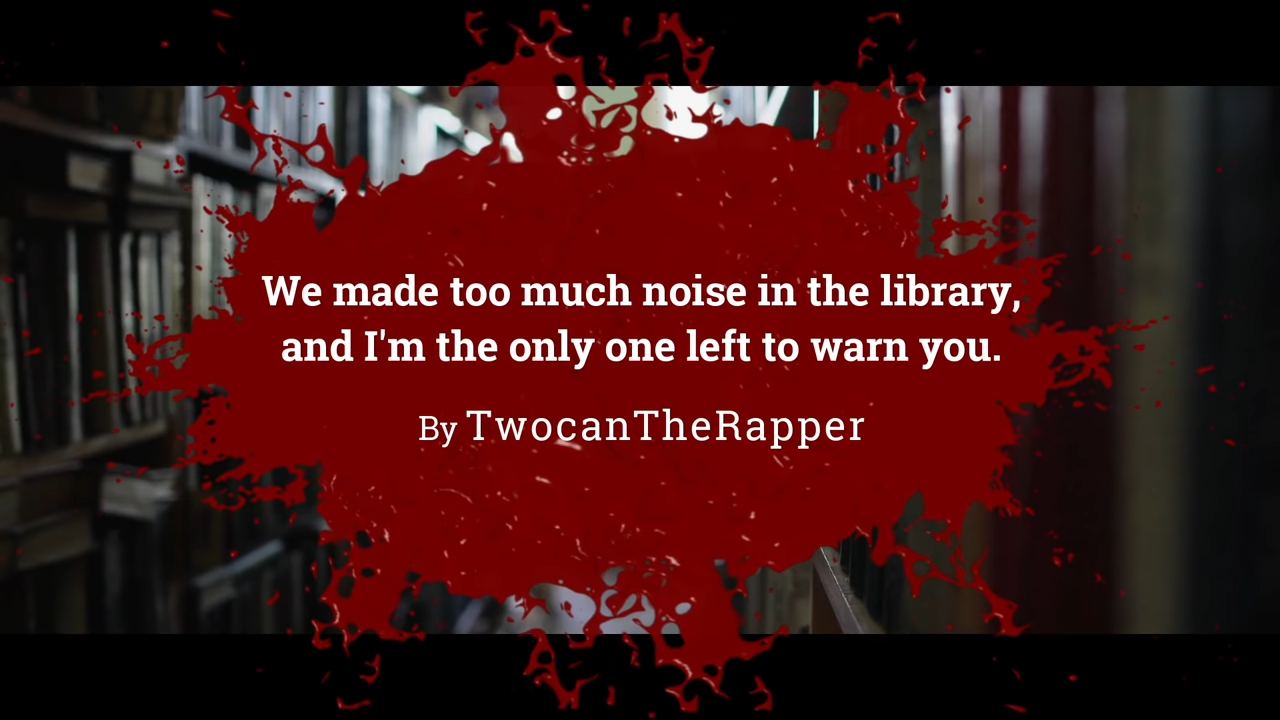 We made too much noise in the library,
and I'm the only one left to warn you.
By TwocanTheRapper